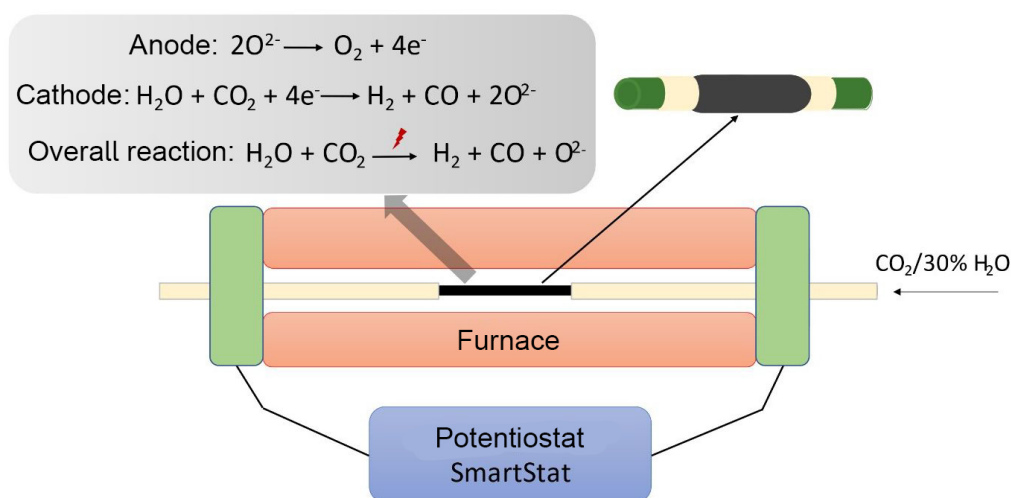 Anode: 2O²⁻ ⟶ O₂ + 4e⁻
Cathode: H₂O + CO₂ + 4e⁻ ⟶ H₂ + CO + 2O²⁻
Overall reaction: H₂O + CO₂ ⟶ H₂ + CO + O²⁻
CO₂/30% H₂O
Furnace
Potentiostat
SmartStat